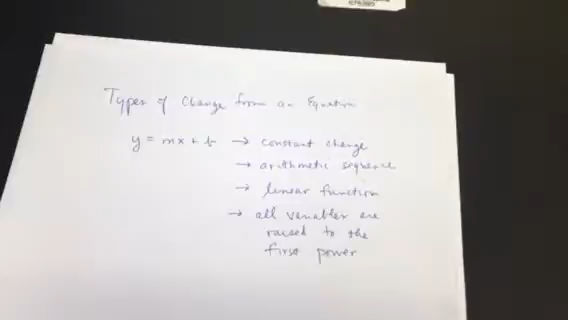 Types of Change from an Equation
y = mx + b → constant change
→ arithmetic sequence
→ linear function
→ all variables are
raised to the
first power